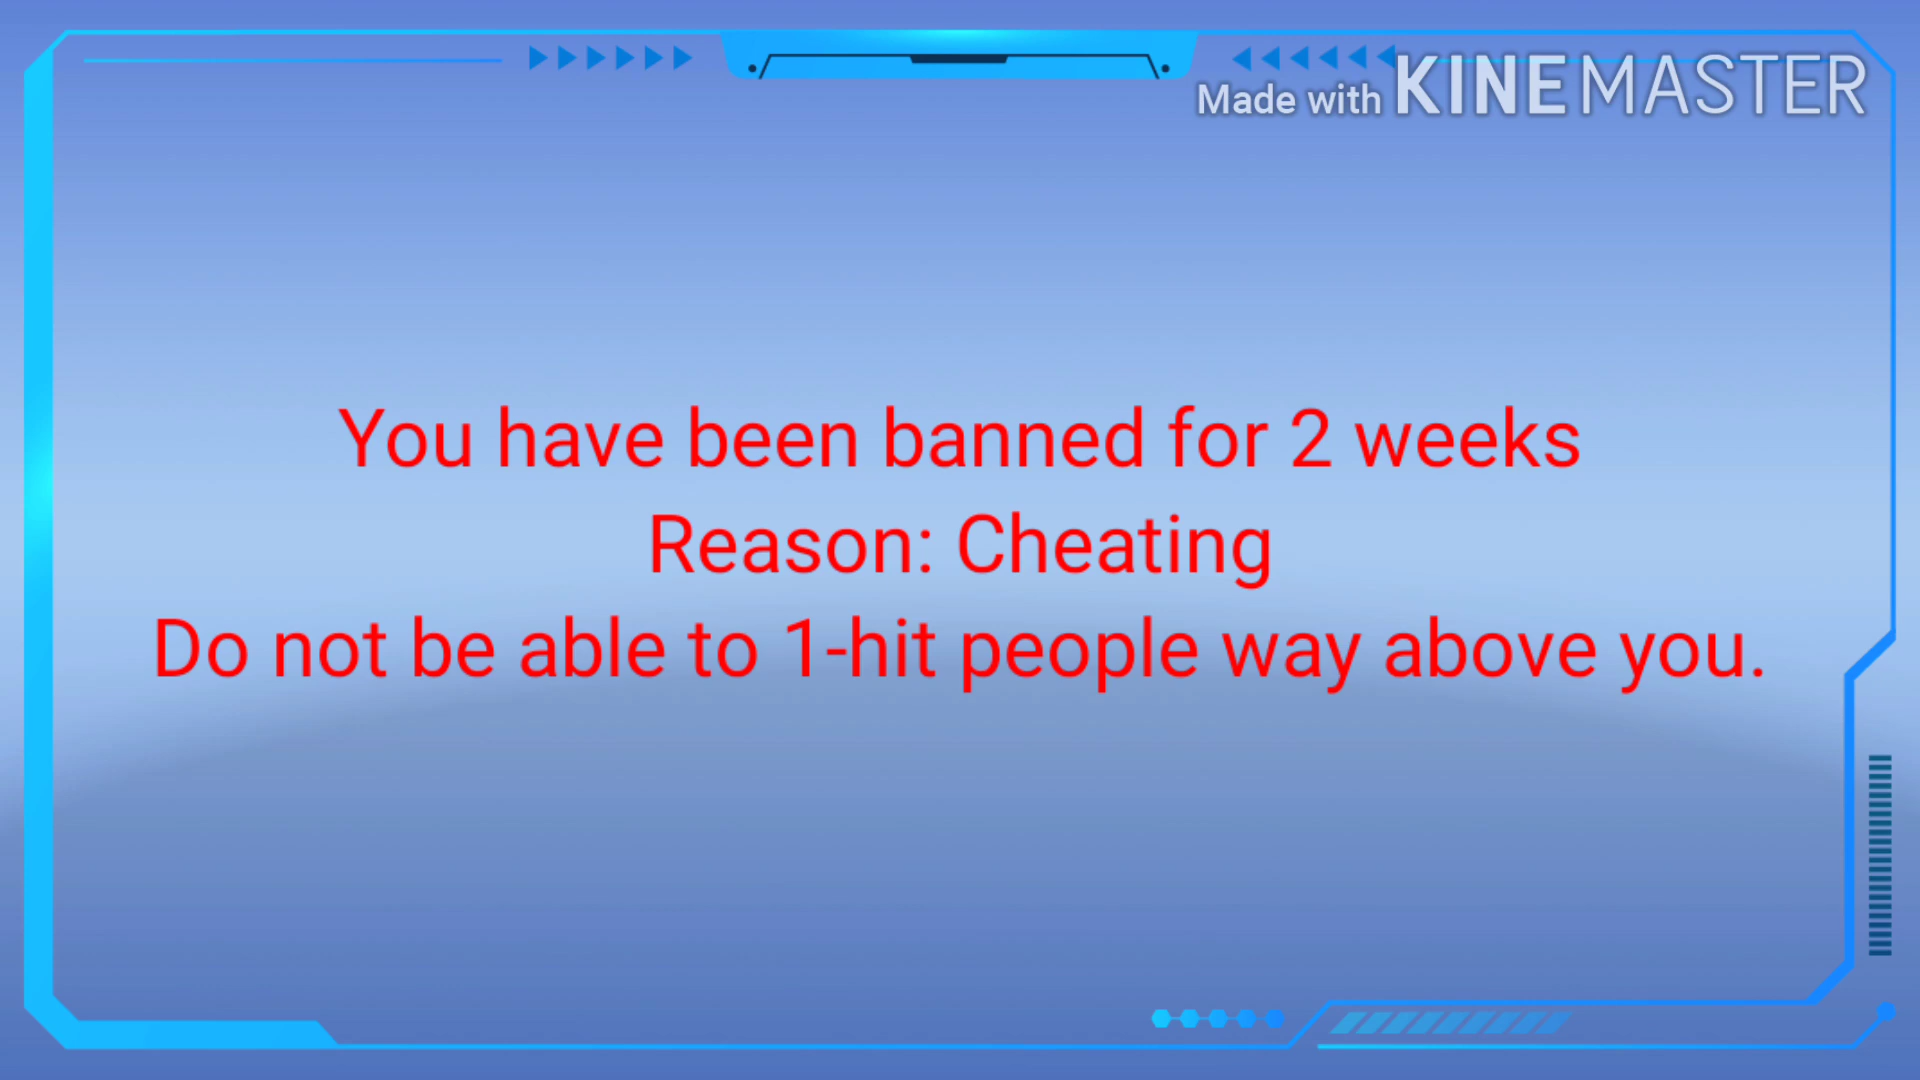 Made with KINEMASTER
You have been banned for 2 weeks
Reason: Cheating
Do not be able to 1-hit people way above you.